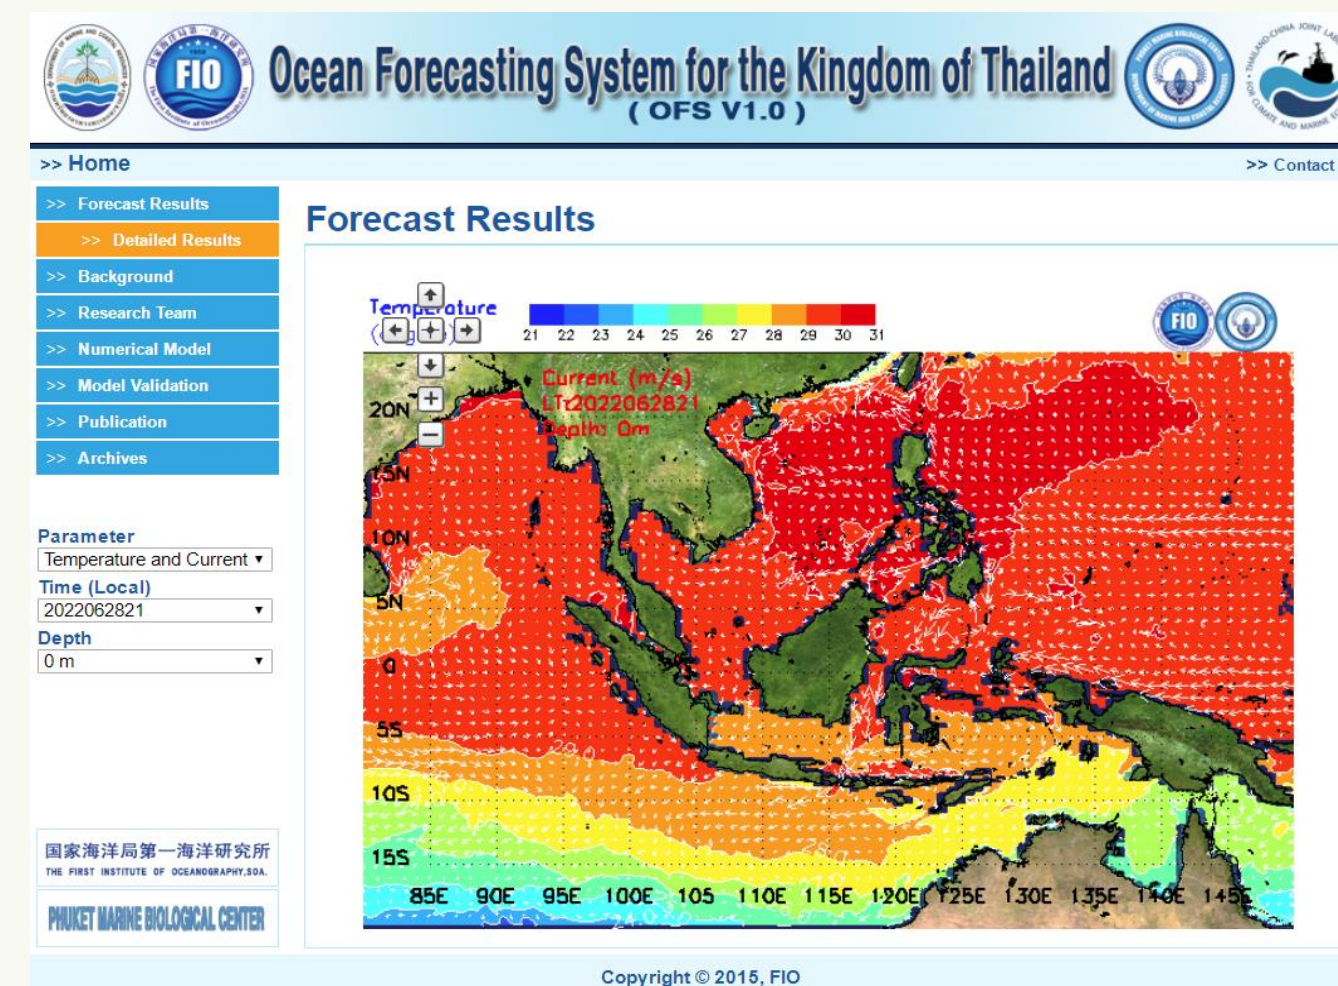 Ocean Forecasting System for the Kingdom of Thailand
( OFS V1.0 )
FIO
>> Home
>> Contact
>> Forecast Results
>> Detailed Results
>> Background
>> Research Team
>> Numerical Model
>> Model Validation
>> Publication
>> Archives
Parameter
Temperature and Current
Time (Local)
2022062821
Depth
0 m
国家海洋局第一海洋研究所
THE FIRST INSTITUTE OF OCEANOGRAPHY,SOA.
PHUKET MARINE BIOLOGICAL CENTER
Forecast Results
Temperature
21 22 23 24 25 26 27 28 29 30 31
FIO
Current (m/s)
LT:2022062821
Depth: 0m
20N
15N
10N
5N
0
5S
10S
15S
85E 90E 95E 100E 105 110E 115E 120E 125E 130E 135E 140E 145E
Copyright © 2015, FIO